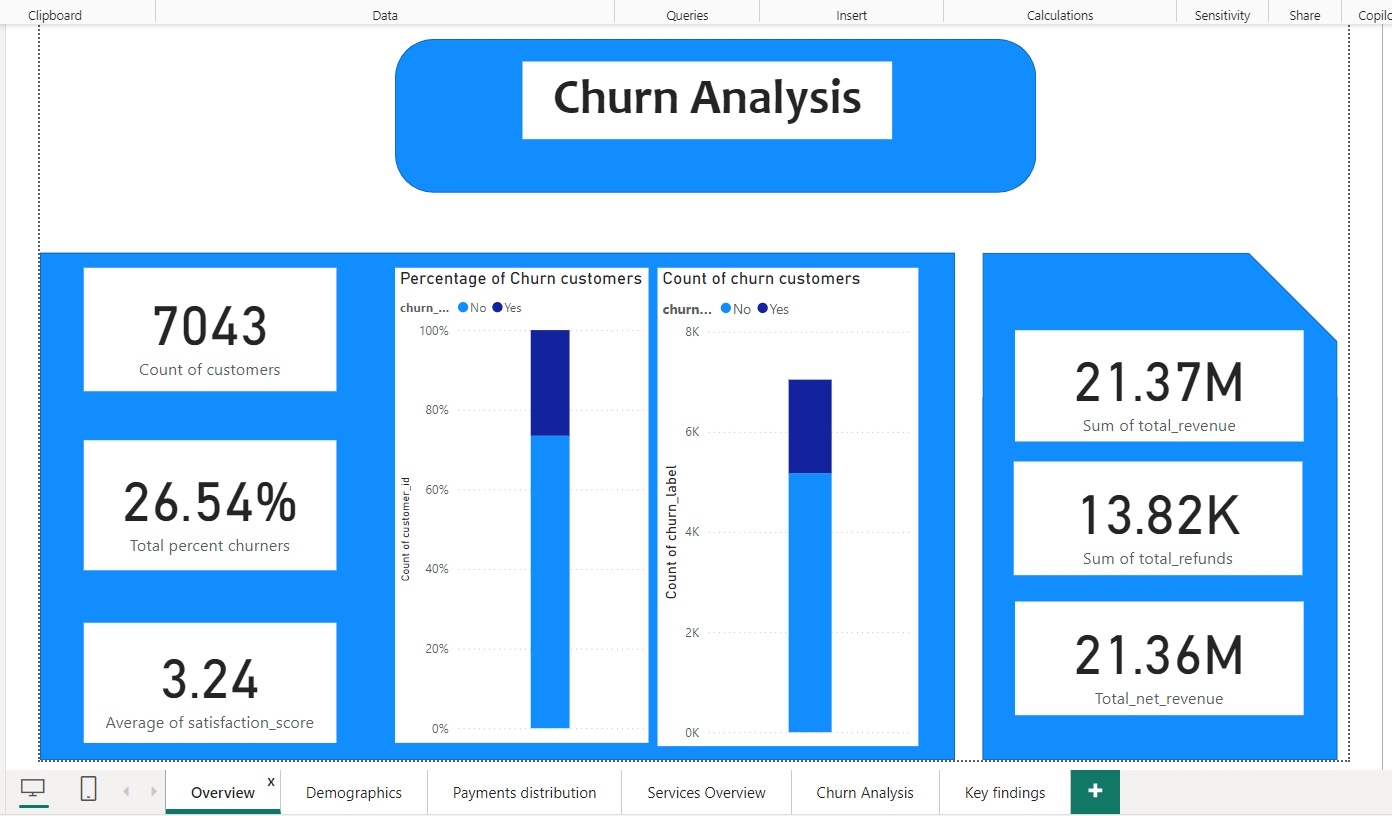 Clipboard
Data
Queries
Insert
Calculations
Sensitivity
Share
Copilc
Churn Analysis
7043
Count of customers
26.54%
Total percent churners
3.24
Average of satisfaction_score
Percentage of Churn customers
churn_... No Yes
100%
80%
60%
40%
20%
0%
Count of customer_id
Count of churn customers
churn... No Yes
8K
6K
4K
2K
0K
Count of churn_label
21.37M
Sum of total_revenue
13.82K
Sum of total_refunds
21.36M
Total_net_revenue
Overview x
Demographics
Payments distribution
Services Overview
Churn Analysis
Key findings
+